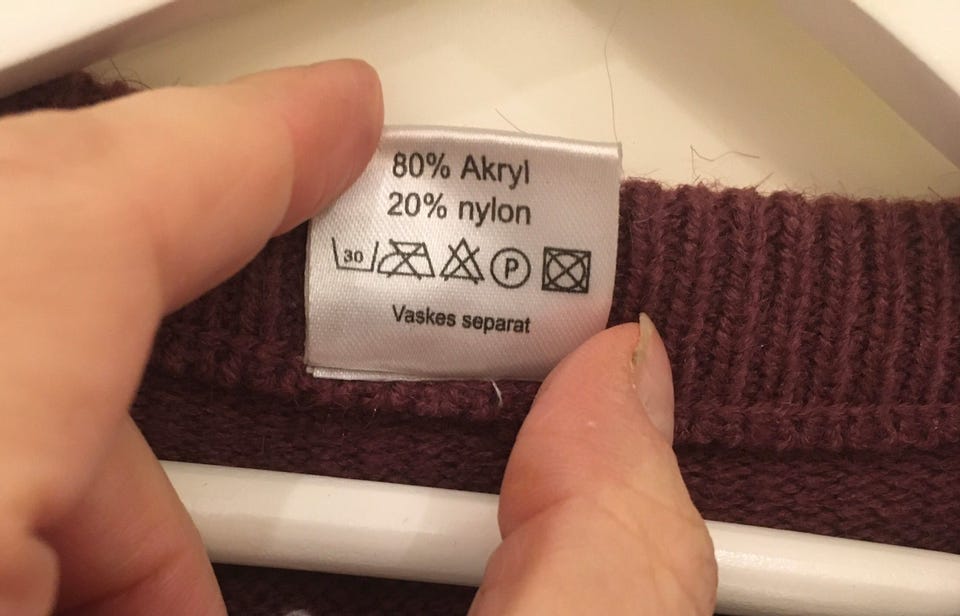 80% Akryl
20% nylon
30 P
Vaskes separat